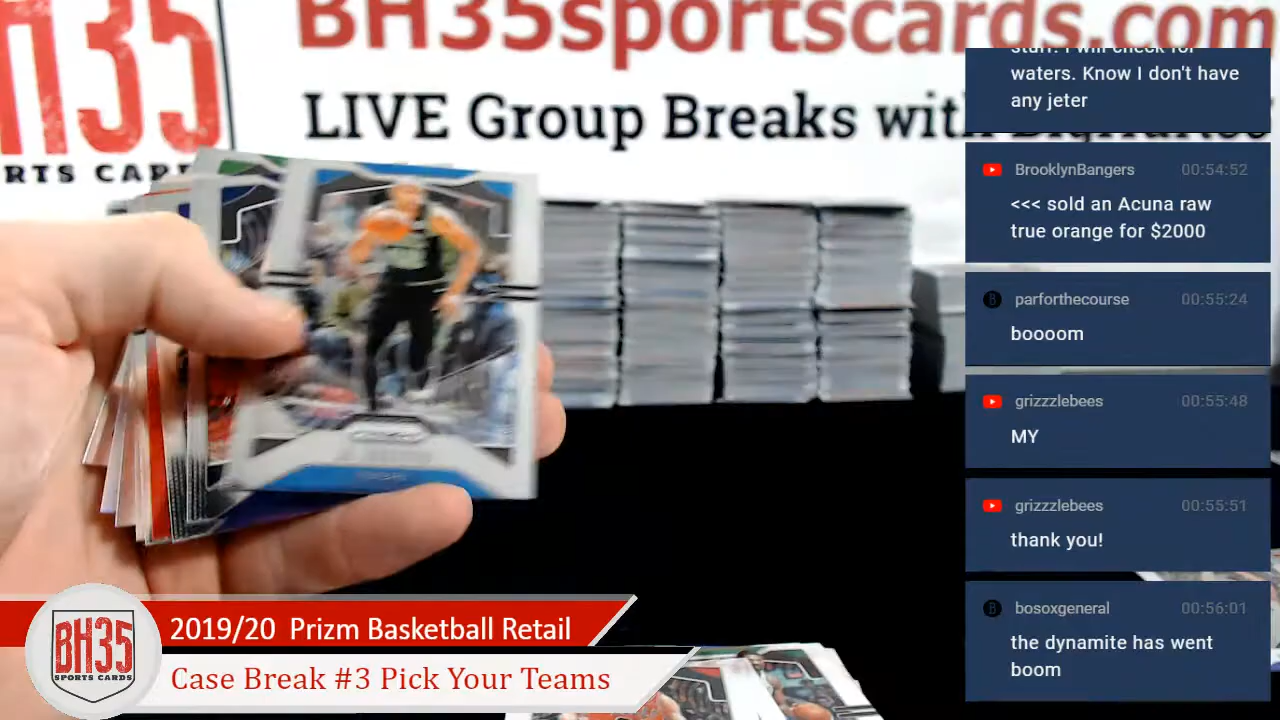 BH35
RTS CAR
BH35sportscards.com
LIVE Group Breaks with
waters. Know I don't have
any jeter
BrooklynBangers 00:54:52
<<< sold an Acuna raw
true orange for $2000
parforthecourse 00:55:24
boooom
grizzzlebees 00:55:48
MY
grizzzlebees 00:55:51
thank you!
bosoxgeneral 00:56:01
the dynamite has went
boom
BH35
SPORTS CARDS
2019/20 Prizm Basketball Retail
Case Break #3 Pick Your Teams